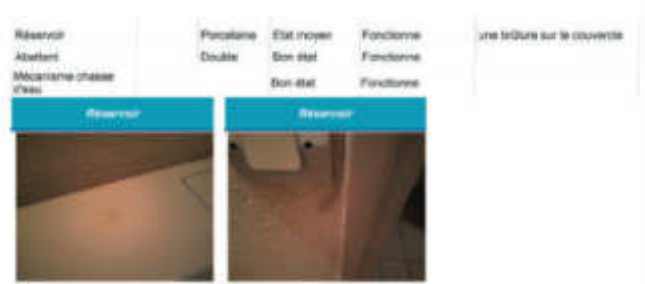 Réservoir Porcelaine Etat moyen Fonctionne une brûlure sur le couvercle
Abattant Double Bon état Fonctionne
Mécanisme chasse d'eau Bon état Fonctionne
Réservoir Réservoir